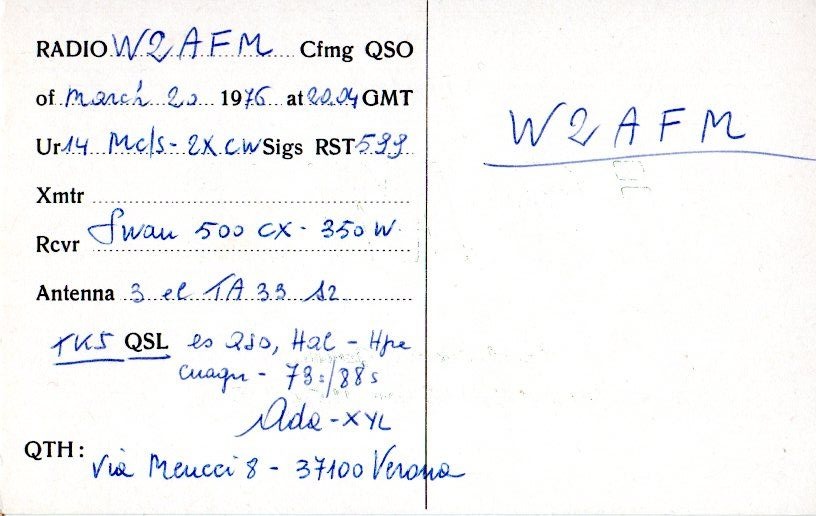 RADIO W2AFM Cfmg QSO
of march 20 1976 at 20.04 GMT
Ur 14 Mc/s - 2X CW Sigs RST 599
Xmtr
Swan 500 CX - 350 W.
Rcvr
Antenna 3 el TA 33
TKS QSL es QSO, Hal - Hpe
cuagn - 73:/88s
Ada - XYL
QTH:
Via Meucci 8 - 37100 Verona
W2AFM